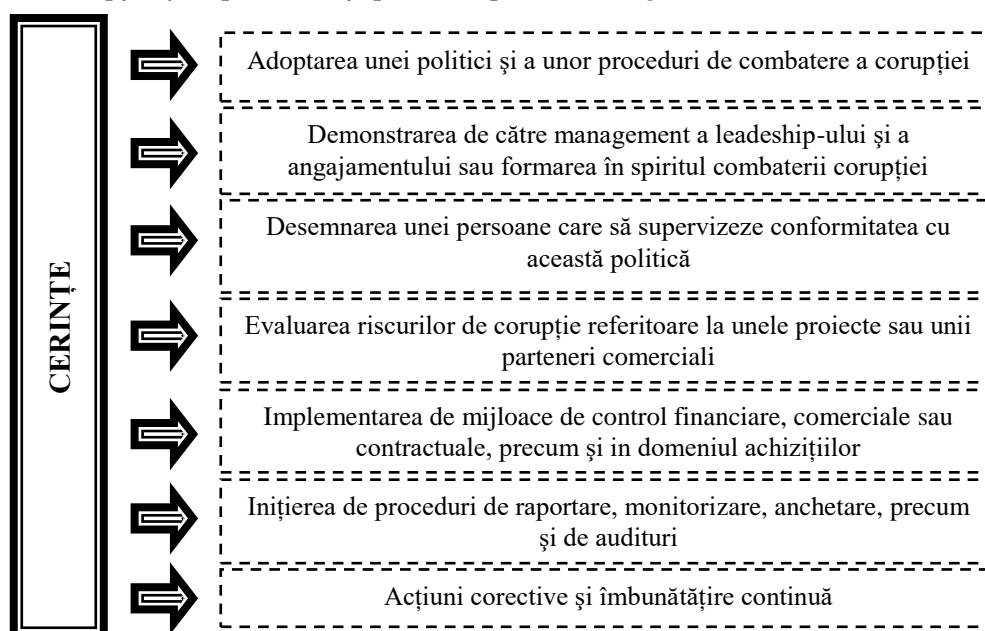 CERINȚE
Adoptarea unei politici şi a unor proceduri de combatere a corupției
Demonstrarea de către management a leadeship-ului şi a
angajamentului sau formarea în spiritul combaterii corupției
Desemnarea unei persoane care să supervizeze conformitatea cu
această politică
Evaluarea riscurilor de corupție referitoare la unele proiecte sau unii
parteneri comerciali
Implementarea de mijloace de control financiare, comerciale sau
contractuale, precum şi in domeniul achizițiilor
Inițierea de proceduri de raportare, monitorizare, anchetare, precum
şi de audituri
Acțiuni corective şi îmbunătățire continuă